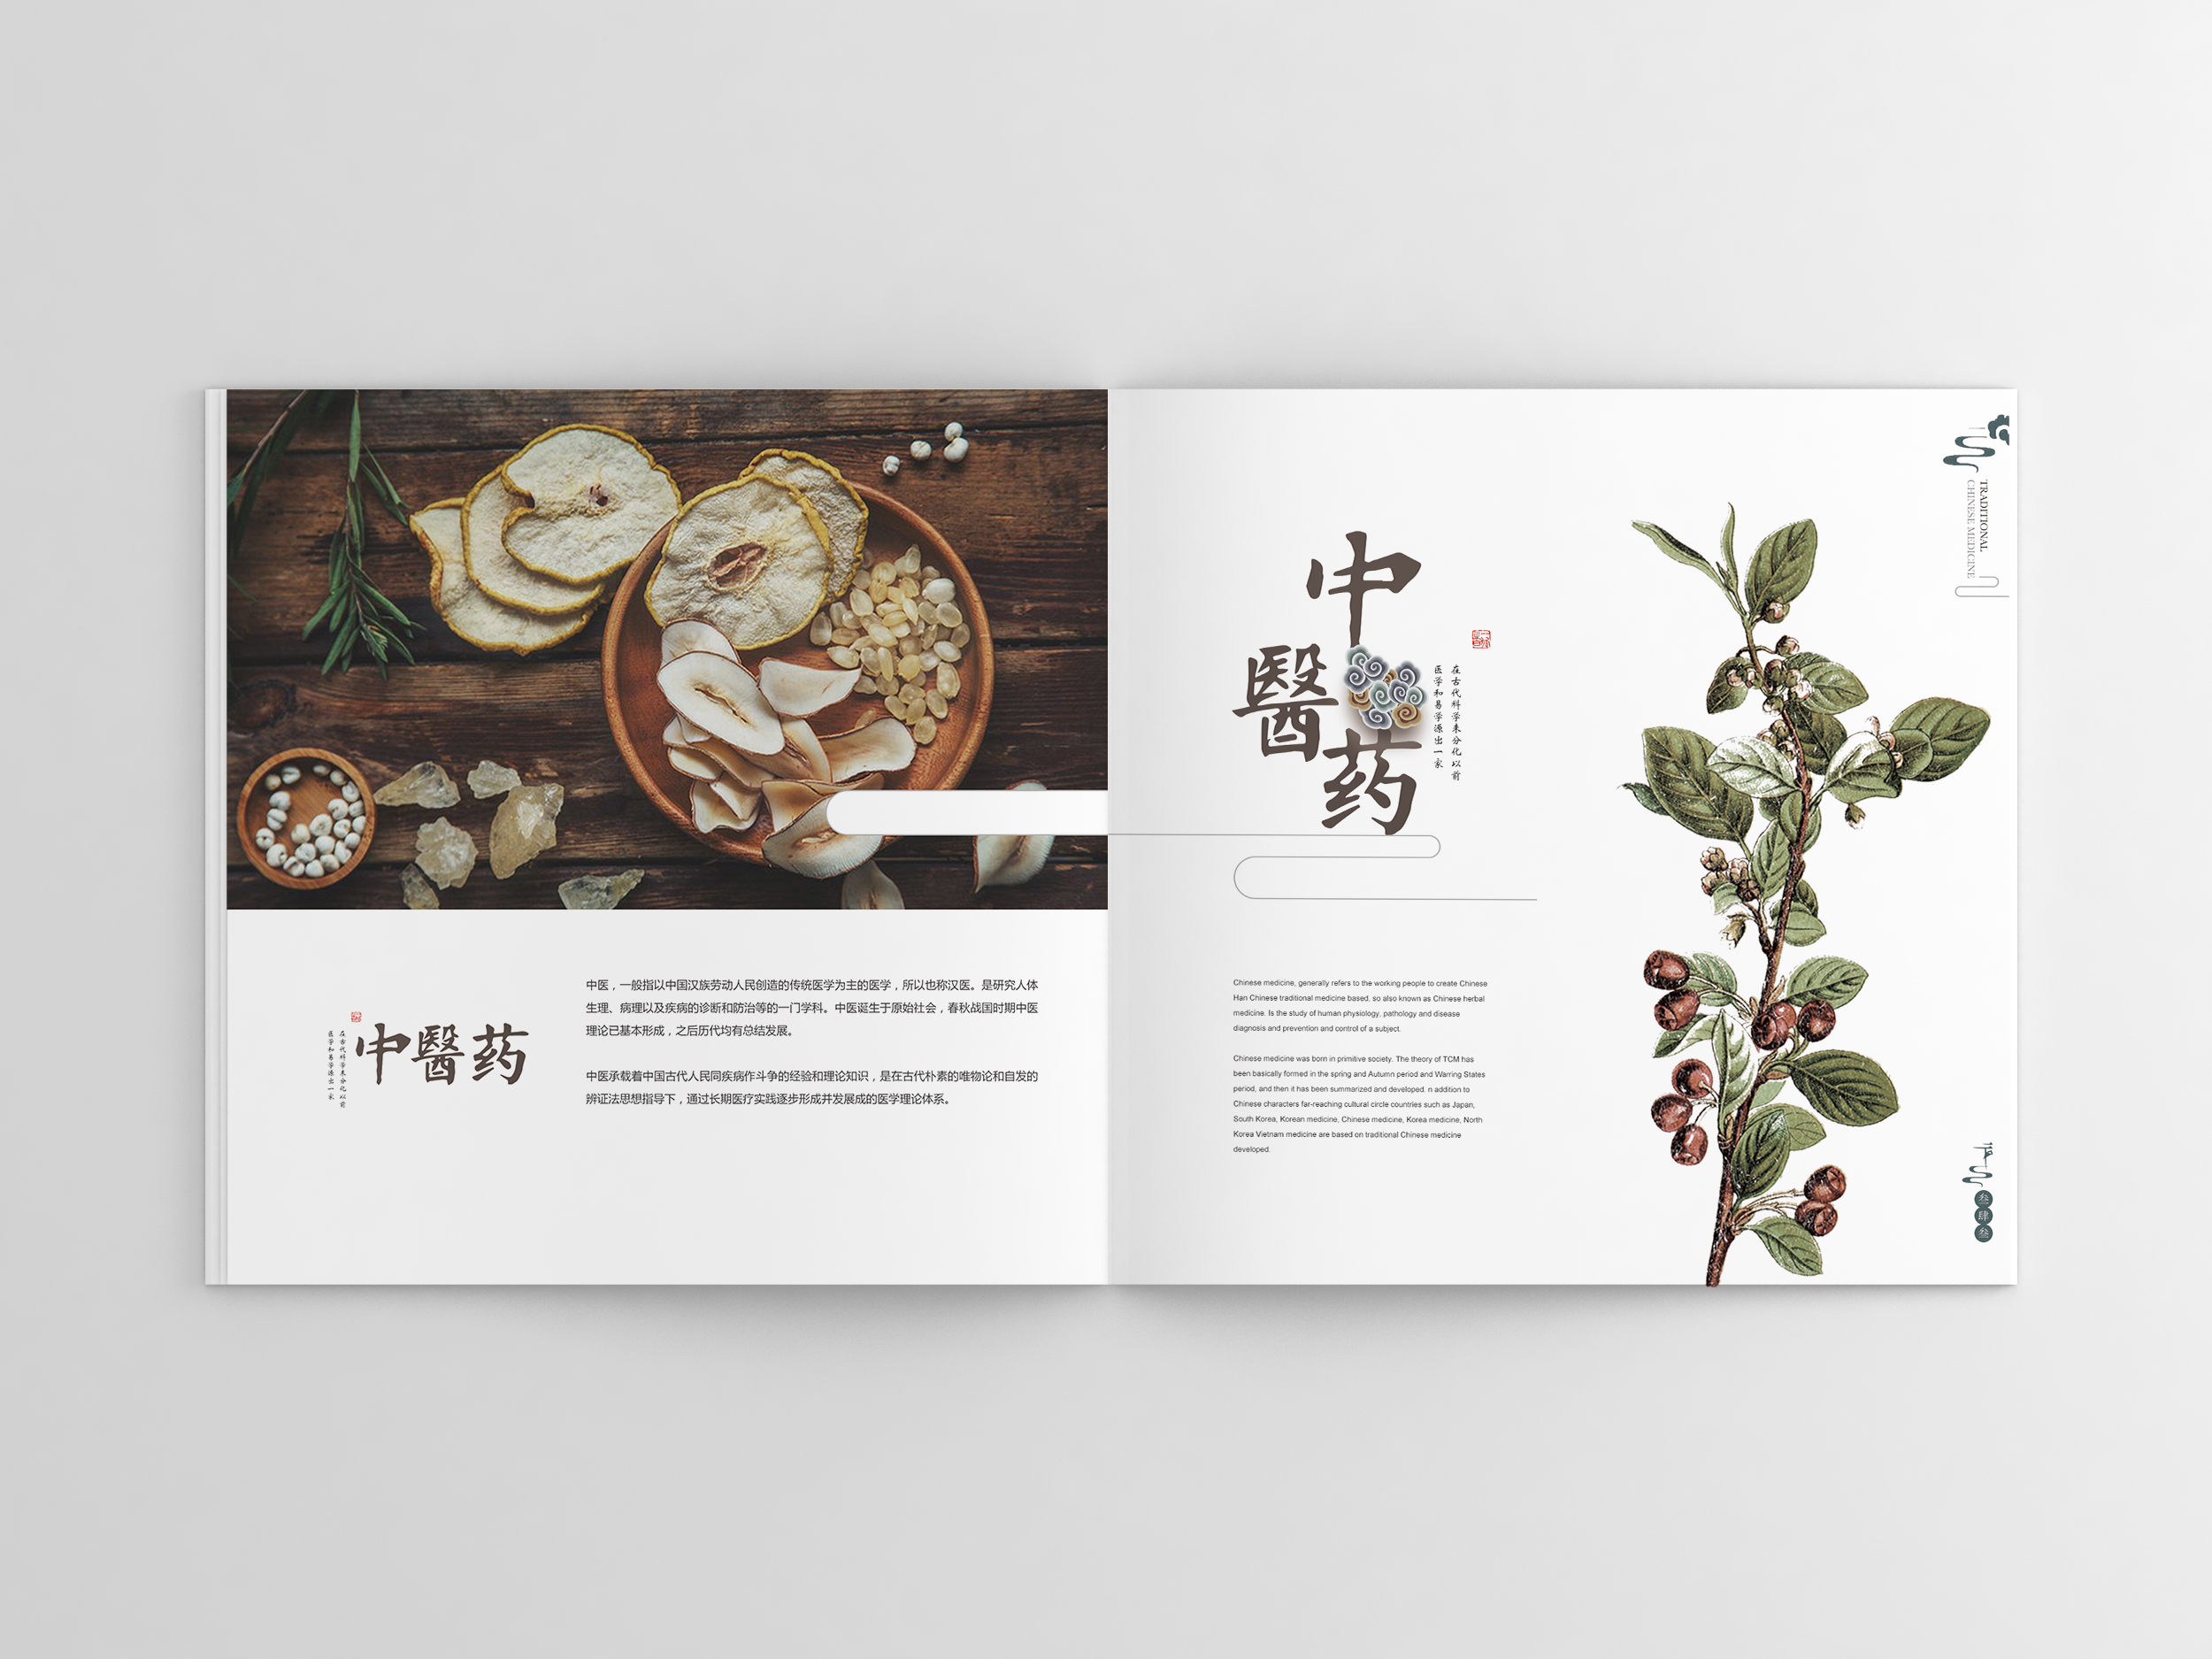 在古代科学未分化以前
医学和易学源出一家
中醫药
中医，一般指以中国汉族劳动人民创造的传统医学为主的医学，所以也称汉医。是研究人体
生理、病理以及疾病的诊断和防治等的一门学科。中医诞生于原始社会，春秋战国时期中医
理论已基本形成，之后历代均有总结发展。
中医承载着中国古代人民同疾病作斗争的经验和理论知识，是在古代朴素的唯物论和自发的
辨证法思想指导下，通过长期医疗实践逐步形成并发展成的医学理论体系。
中
醫
药
在古代科学未分化以前
医学和易学源出一家
Chinese medicine, generally refers to the working people to create Chinese
Han Chinese traditional medicine based, so also known as Chinese herbal
medicine. Is the study of human physiology, pathology and disease
diagnosis and prevention and control of a subject.
Chinese medicine was born in primitive society. The theory of TCM has
been basically formed in the spring and Autumn period and Warring States
period, and then it has been summarized and developed. n addition to
Chinese characters far-reaching cultural circle countries such as Japan,
South Korea, Korean medicine, Chinese medicine, Korea medicine, North
Korea Vietnam medicine are based on traditional Chinese medicine
developed.
TRADITIONAL
CHINESE MEDICINE
叁
肆
叁